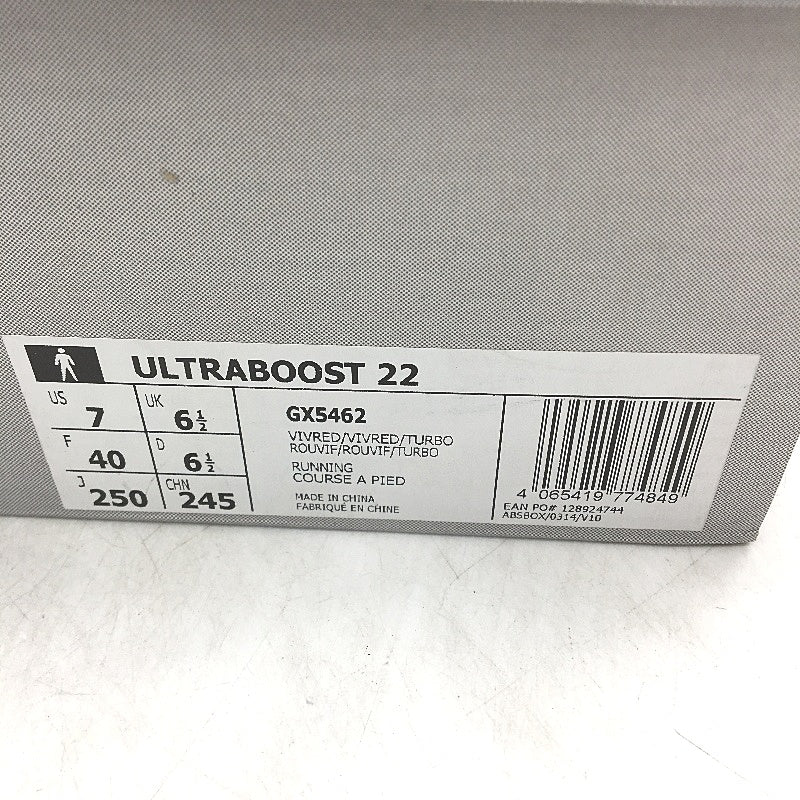 ULTRABOOST 22
US 7 UK 6½
F 40 D 6½
J 250 CHN 245
GX5462
VIVRED/VIVRED/TURBO
ROUVIF/ROUVIF/TURBO
RUNNING
COURSE A PIED
MADE IN CHINA
FABRIQUÉ EN CHINE
4 065419 774849
EAN PO# 128924744
ABSBOX/0314/V10